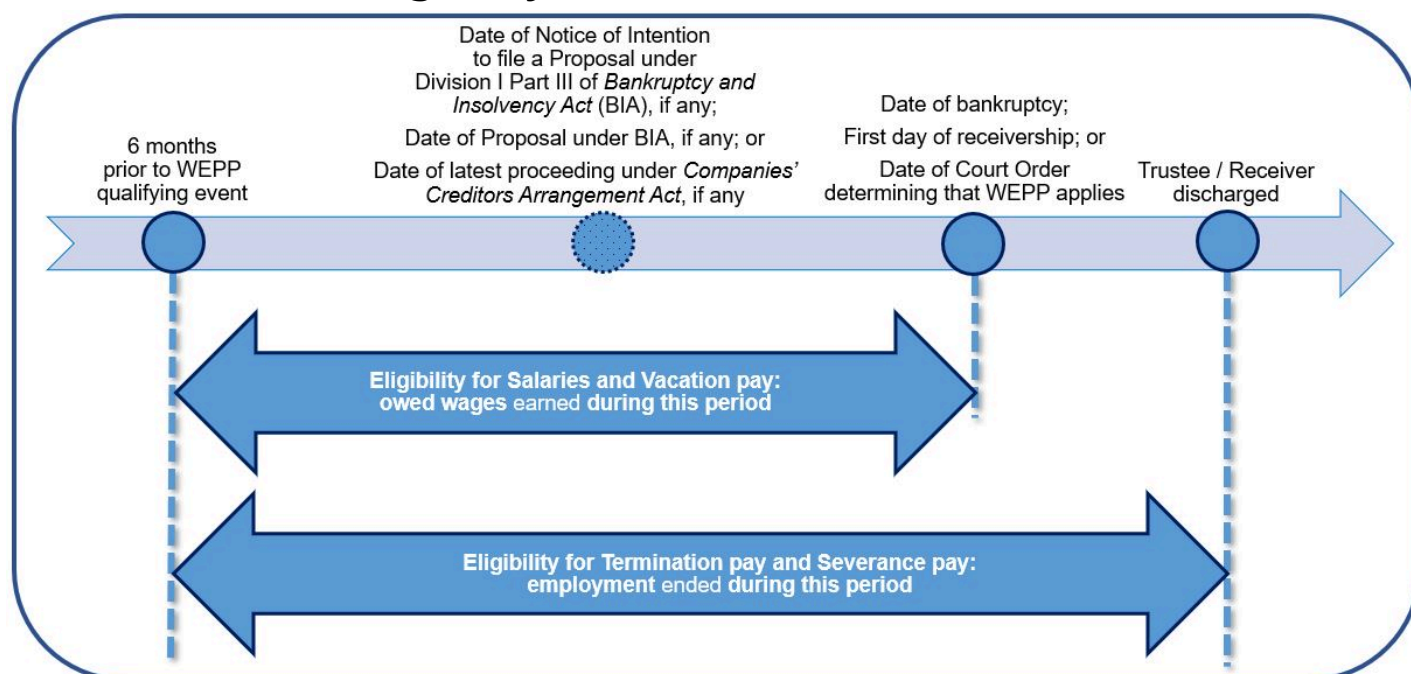 Date of Notice of Intention
to file a Proposal under
Division I Part III of Bankruptcy and
Insolvency Act (BIA), if any;
Date of Proposal under BIA, if any; or
Date of latest proceeding under Companies’
Creditors Arrangement Act, if any
6 months
prior to WEPP
qualifying event
Date of bankruptcy;
First day of receivership; or
Date of Court Order
determining that WEPP applies
Trustee / Receiver
discharged
Eligibility for Salaries and Vacation pay:
owed wages earned during this period
Eligibility for Termination pay and Severance pay:
employment ended during this period